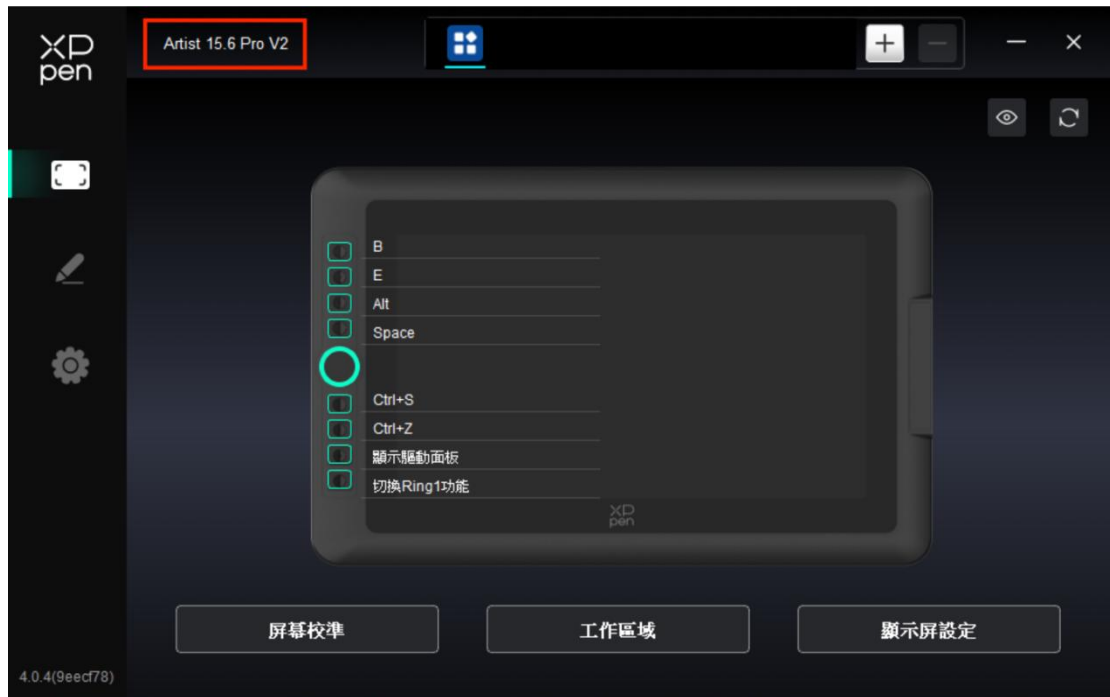 XP
pen
Artist 15.6 Pro V2
B
E
Alt
Space
Ctrl+S
Ctrl+Z
顯示驅動面板
切換Ring1功能
XP
pen
屏幕校準
工作區域
顯示屏設定
4.0.4(9eecf78)